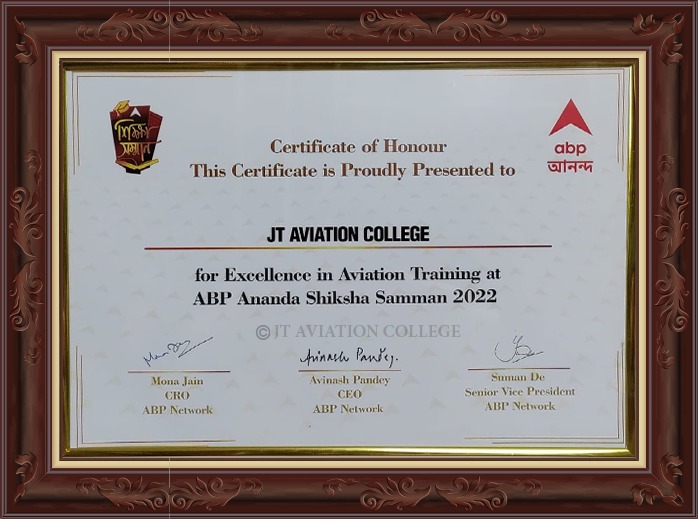 শিক্ষা
সম্মান
abp
আনন্দ
Certificate of Honour
This Certificate is Proudly Presented to
JT AVIATION COLLEGE
for Excellence in Aviation Training at
ABP Ananda Shiksha Samman 2022
© JT AVIATION COLLEGE
Avinash Pandey.
Mona Jain
CRO
ABP Network
Avinash Pandey
CEO
ABP Network
Suman De
Senior Vice President
ABP Network